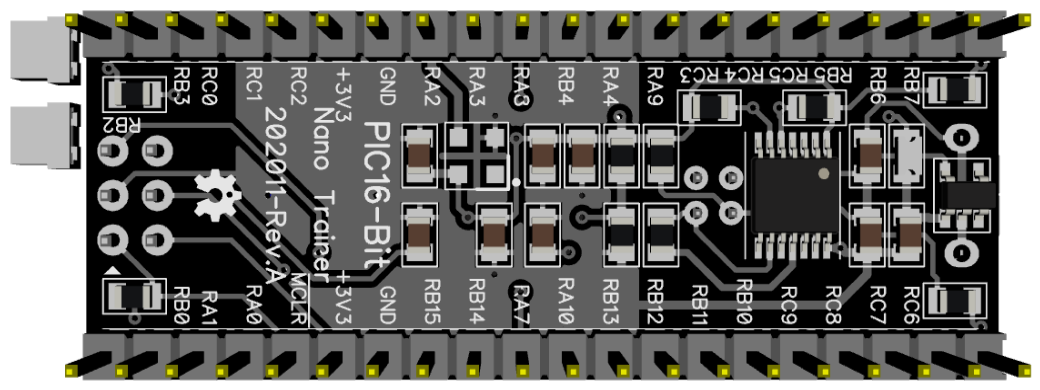 RB3
RC0
RC1
RC2
+3V3
GND
RA2
RA3
RA3
RB4
RA4
RA9
RC3
RC4
RC5
RB5
RB6
RB7
RB2
PIC16-Bit
Nano Trainer
202011-Rev.A
RB0
RA1
RA0
MCLR
+3V3
GND
RB15
RB14
RA7
RA10
RB13
RB12
RB11
RB10
RC9
RC8
RC7
RC6